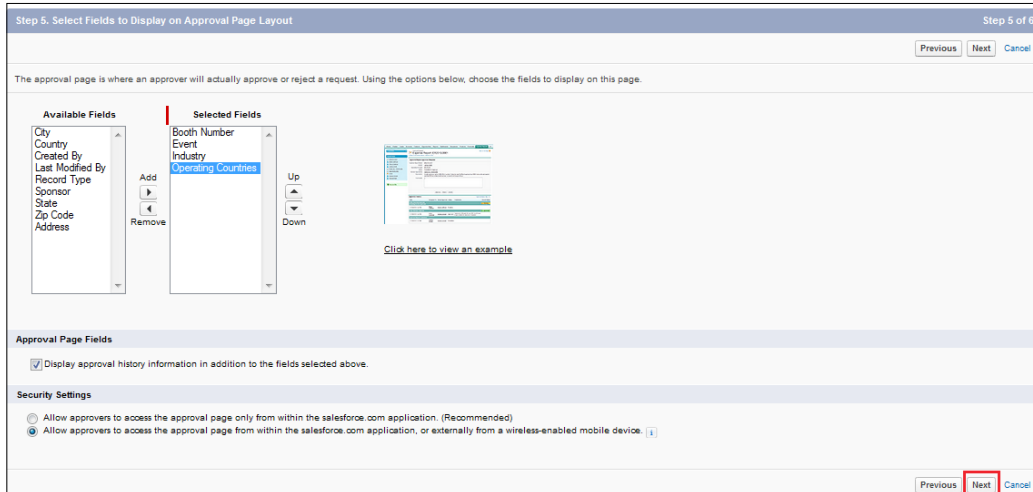 Step 5. Select Fields to Display on Approval Page Layout
Step 5 of 6
Previous
Next
Cancel
The approval page is where an approver will actually approve or reject a request. Using the options below, choose the fields to display on this page.
Available Fields
City
Country
Created By
Last Modified By
Record Type
Sponsor
State
Zip Code
Address
Add
Remove
Selected Fields
Booth Number
Event
Industry
Operating Countries
Up
Down
Click here to view an example
Approval Page Fields
Display approval history information in addition to the fields selected above.
Security Settings
Allow approvers to access the approval page only from within the salesforce.com application. (Recommended)
Allow approvers to access the approval page from within the salesforce.com application, or externally from a wireless-enabled mobile device.
i
Previous
Next
Cancel